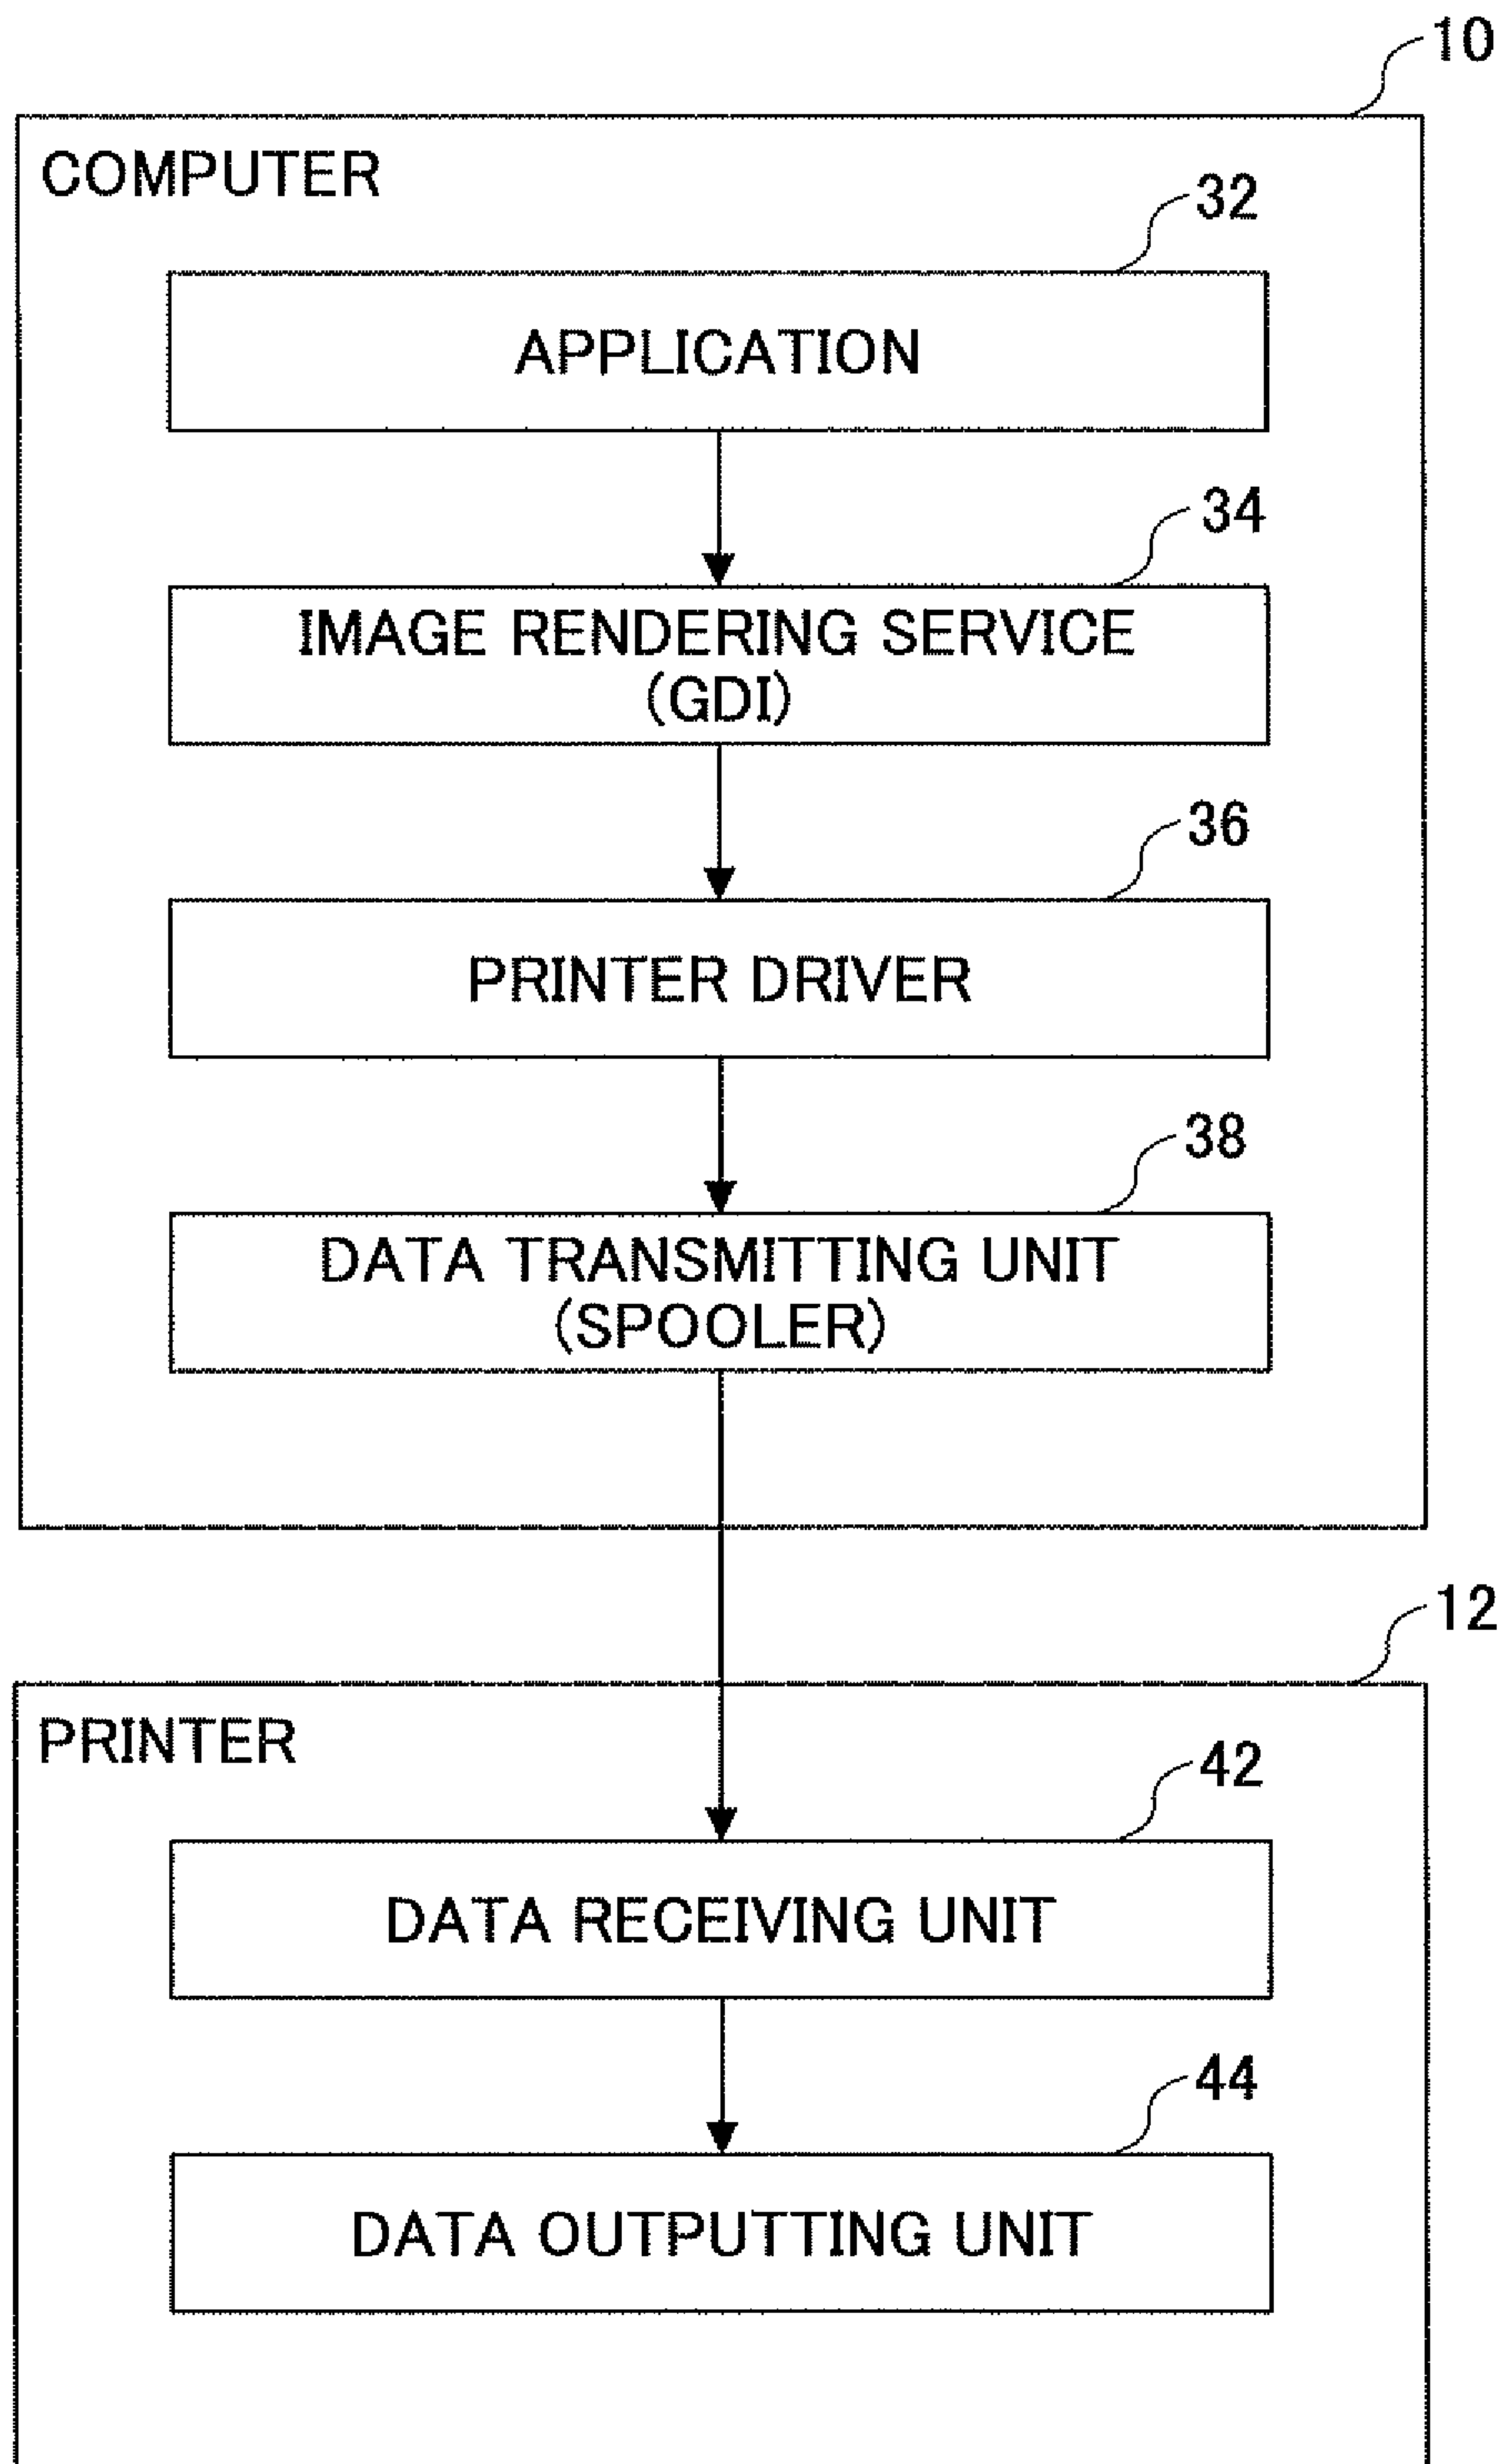 10
COMPUTER
32
APPLICATION
34
IMAGE RENDERING SERVICE
(GDI)
36
PRINTER DRIVER
38
DATA TRANSMITTING UNIT
(SPOOLER)
12
PRINTER
42
DATA RECEIVING UNIT
44
DATA OUTPUTTING UNIT